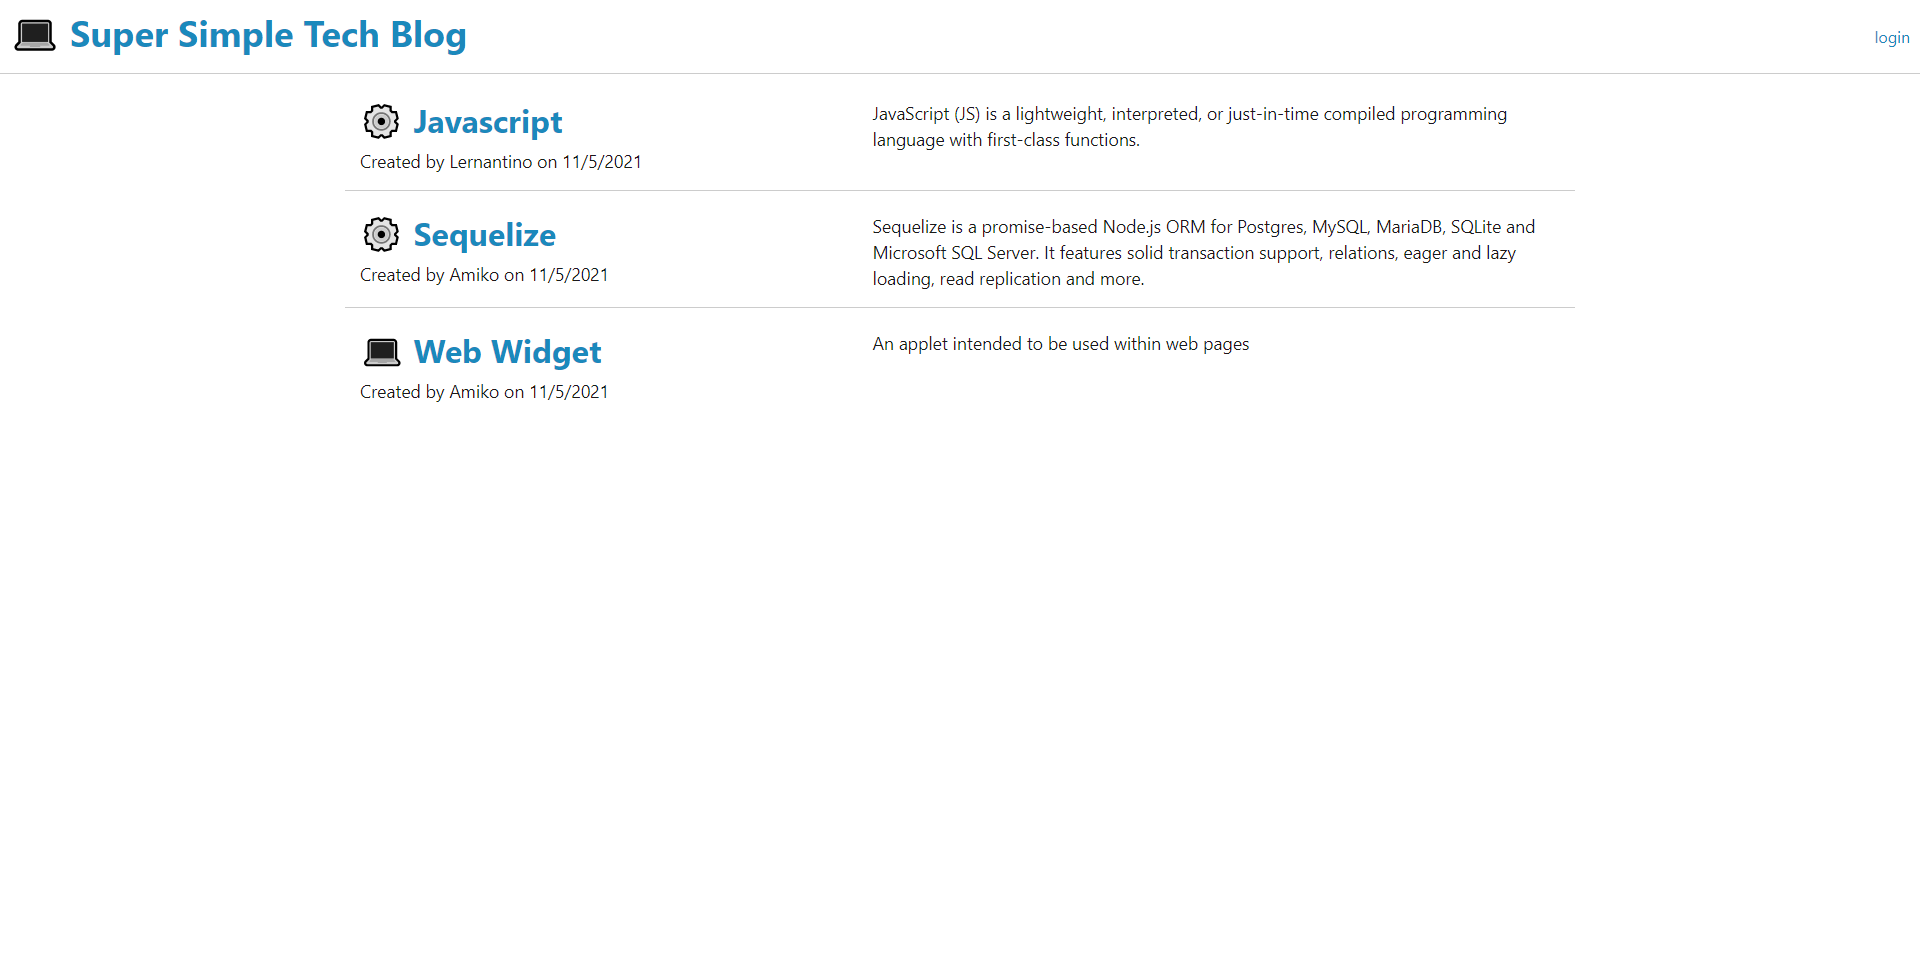 Super Simple Tech Blog
login
Javascript
Created by Lernantino on 11/5/2021
JavaScript (JS) is a lightweight, interpreted, or just-in-time compiled programming
language with first-class functions.
Sequelize
Created by Amiko on 11/5/2021
Sequelize is a promise-based Node.js ORM for Postgres, MySQL, MariaDB, SQLite and
Microsoft SQL Server. It features solid transaction support, relations, eager and lazy
loading, read replication and more.
Web Widget
Created by Amiko on 11/5/2021
An applet intended to be used within web pages